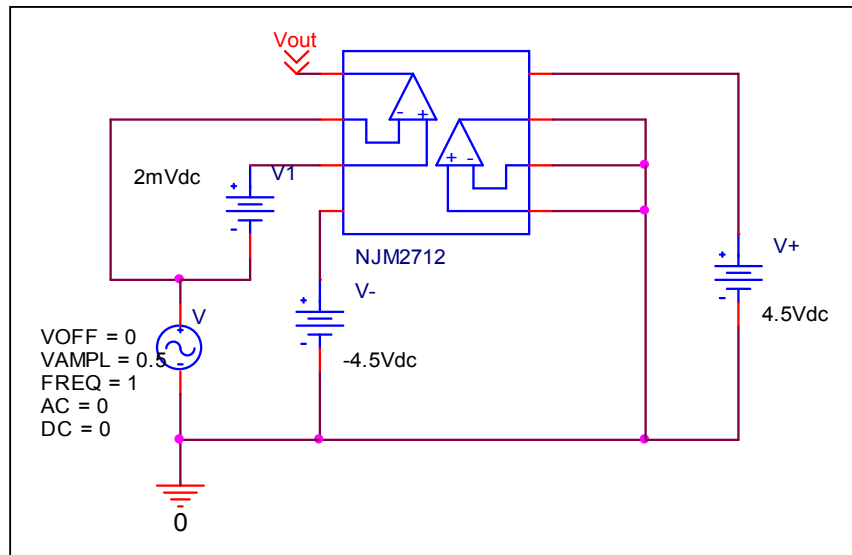 Vout
- +
+ -
2mVdc
+ V1
-
NJM2712
V-
+
-
-4.5Vdc
V+
+
-
4.5Vdc
V
+
-
VOFF = 0
VAMPL = 0.5
FREQ = 1
AC = 0
DC = 0
0